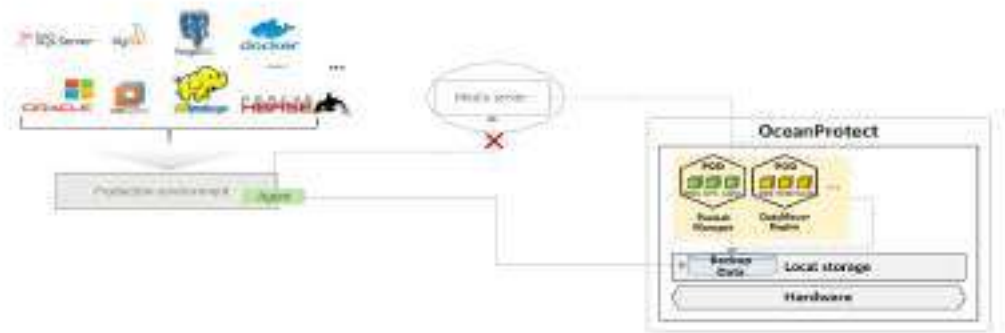 SQL Server
docker
...
ORACLE
HBASE
Media server
OceanProtect
Production environment
Agent
POD
POD
...
Manager
DataMover
Engine
Backup
Data
Local storage
Hardware